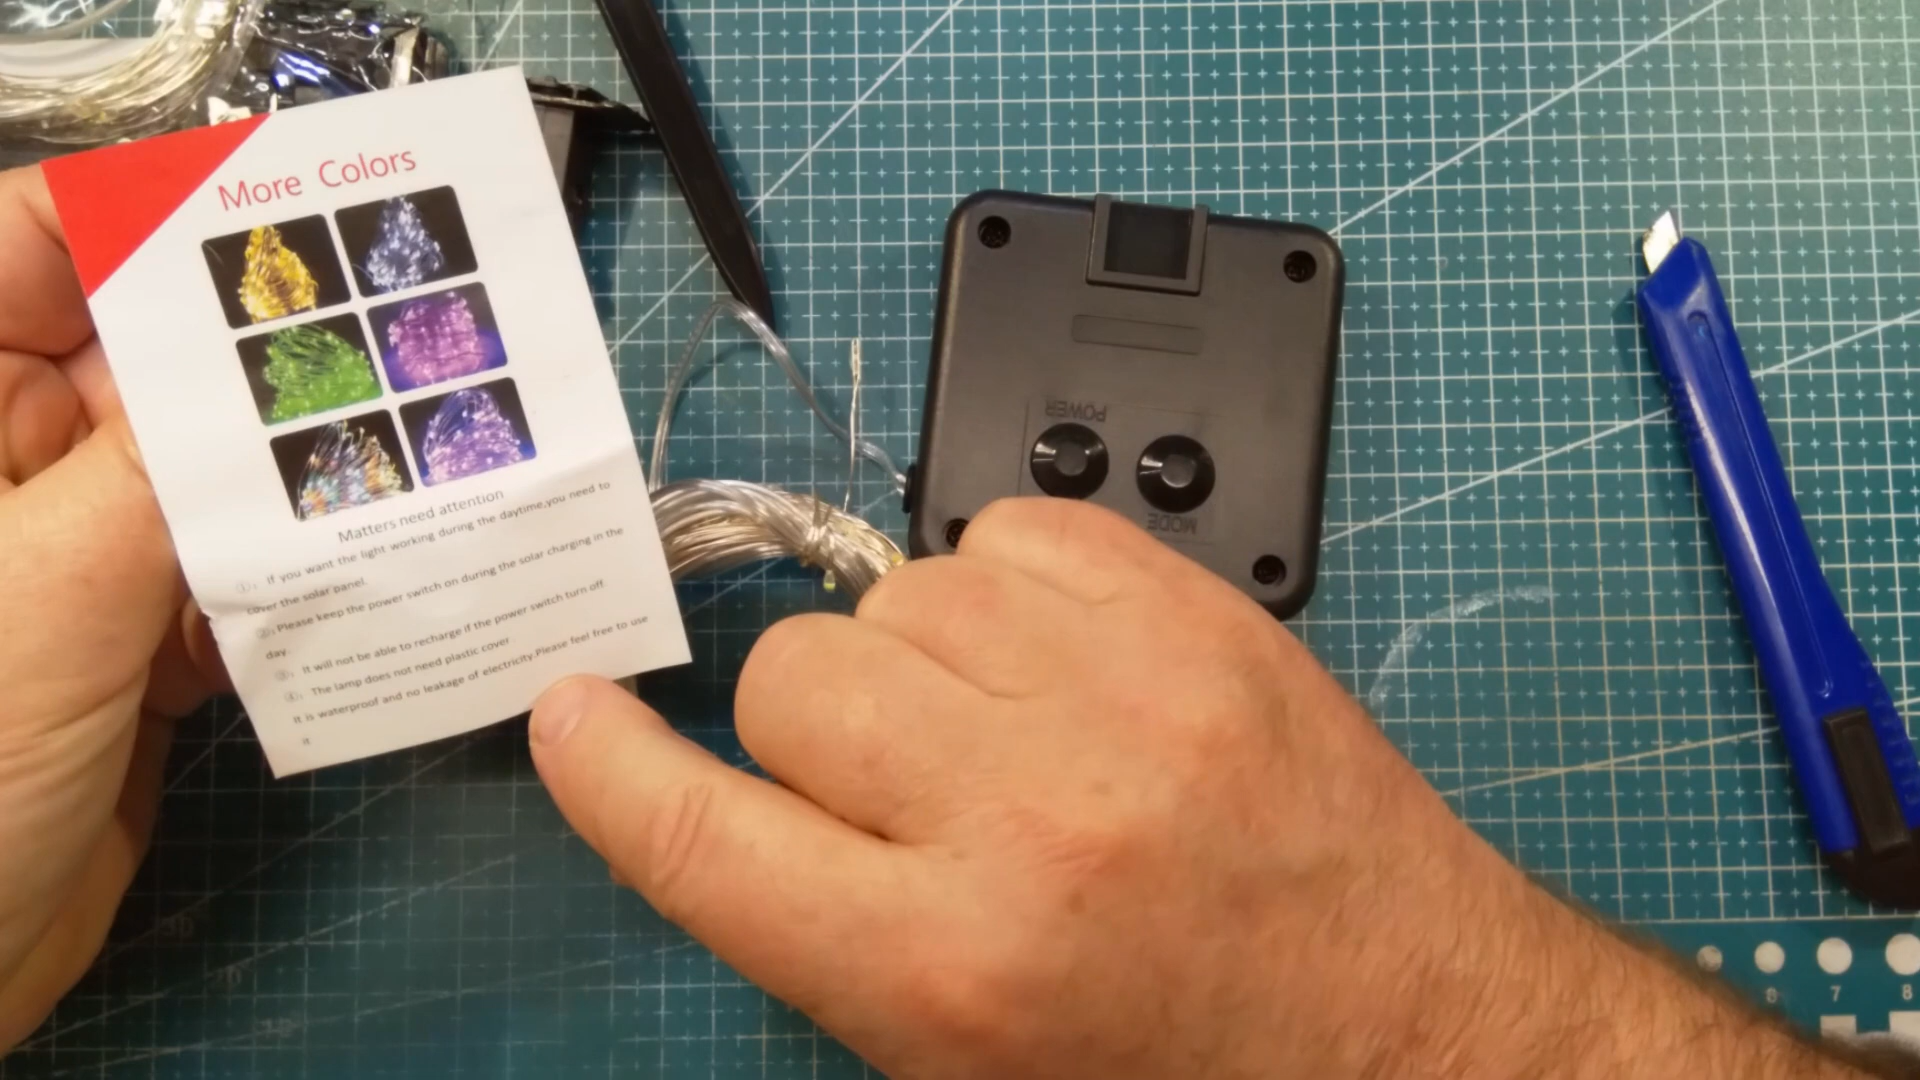 More Colors
Matters need attention
①：If you want the light working during the daytime,you need to
cover the solar panel.
②：Please keep the power switch on during the solar charging in the
day.
③：It will not be able to recharge if the power switch turn off.
④：The lamp does not need plastic cover
It is waterproof and no leakage of electricity.Please feel free to use
it
POWER
MODE
6
7
8